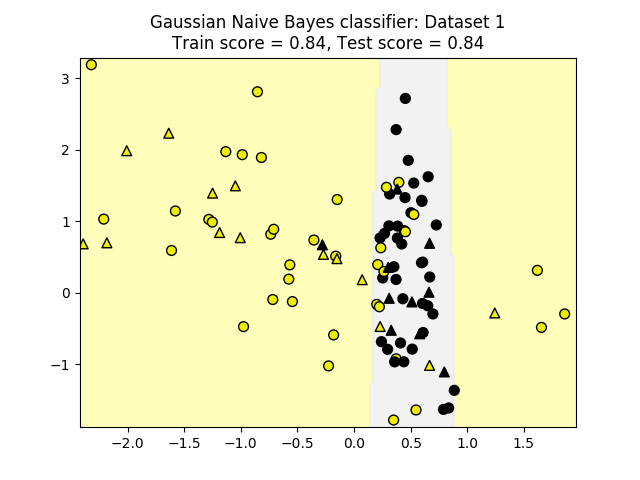 Gaussian Naive Bayes classifier: Dataset 1
Train score = 0.84, Test score = 0.84
3
2
1
0
−1
−2.0 −1.5 −1.0 −0.5 0.0 0.5 1.0 1.5